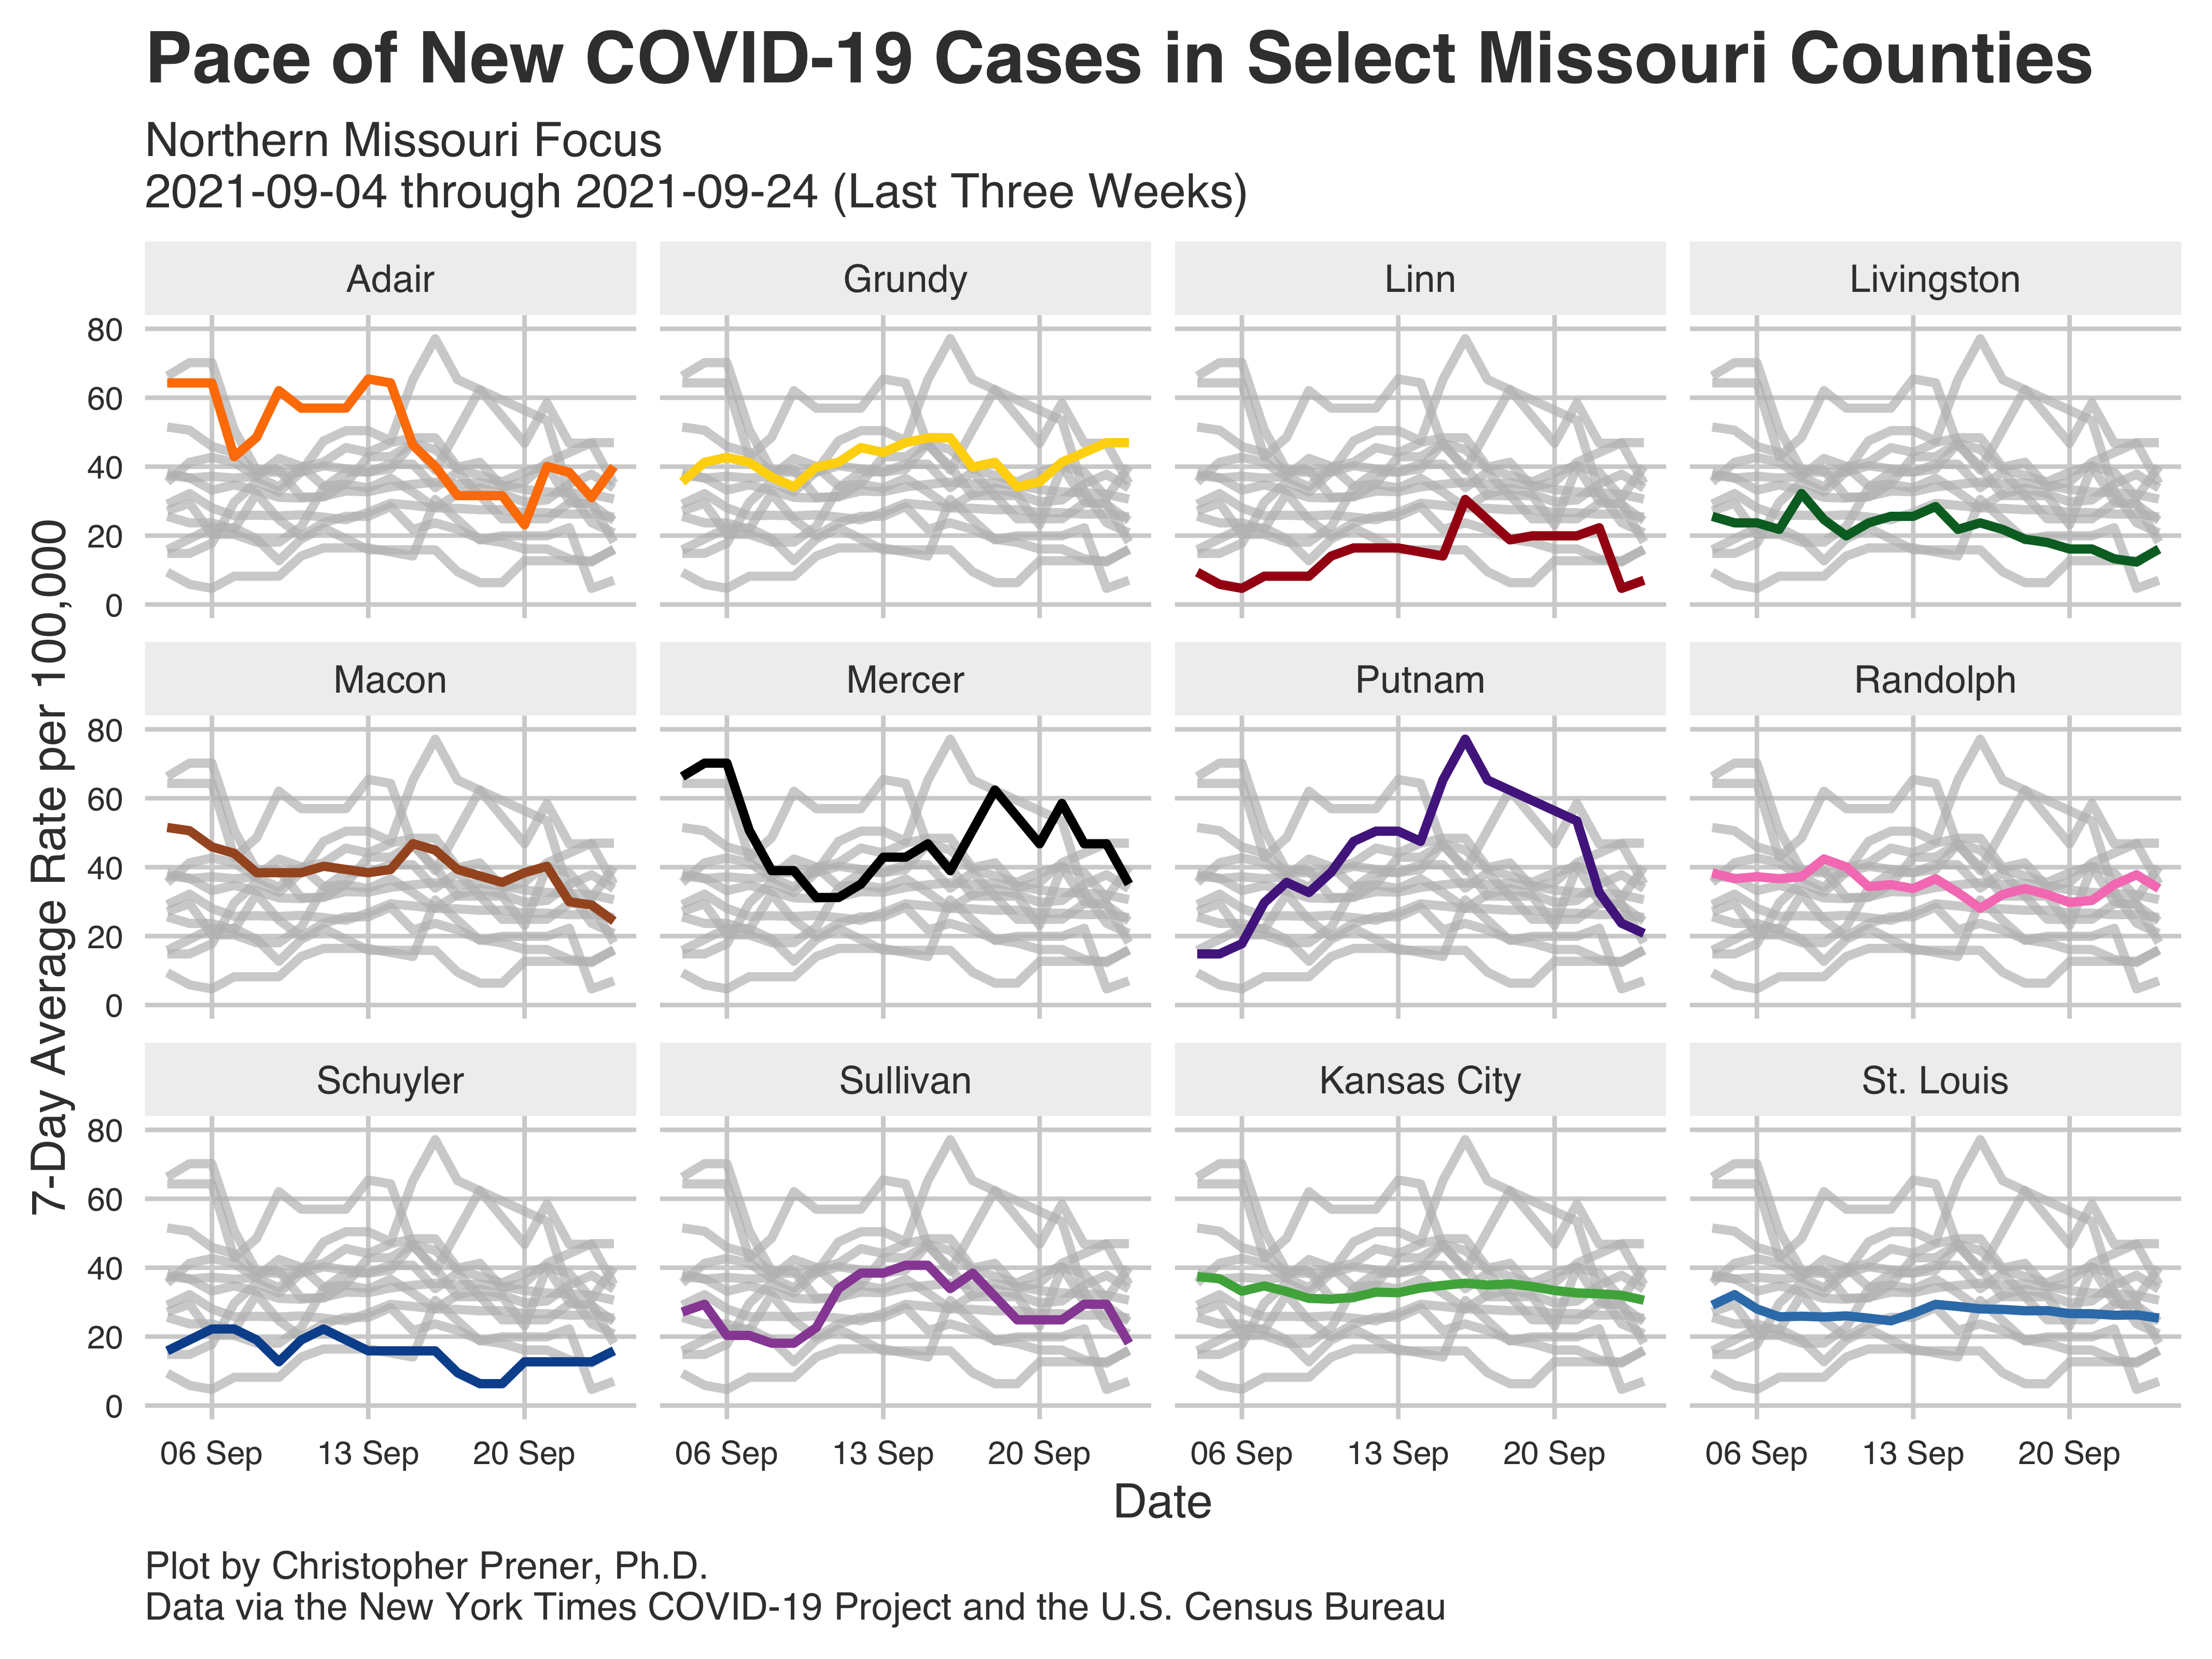 Pace of New COVID-19 Cases in Select Missouri Counties
Northern Missouri Focus
2021-09-04 through 2021-09-24 (Last Three Weeks)
Adair
Grundy
Linn
Livingston
80
60
40
20
0
Macon
Mercer
Putnam
Randolph
80
60
40
20
0
Schuyler
Sullivan
Kansas City
St. Louis
80
60
40
20
0
7-Day Average Rate per 100,000
06 Sep 13 Sep 20 Sep
06 Sep 13 Sep 20 Sep
06 Sep 13 Sep 20 Sep
06 Sep 13 Sep 20 Sep
Date
Plot by Christopher Prener, Ph.D.
Data via the New York Times COVID-19 Project and the U.S. Census Bureau